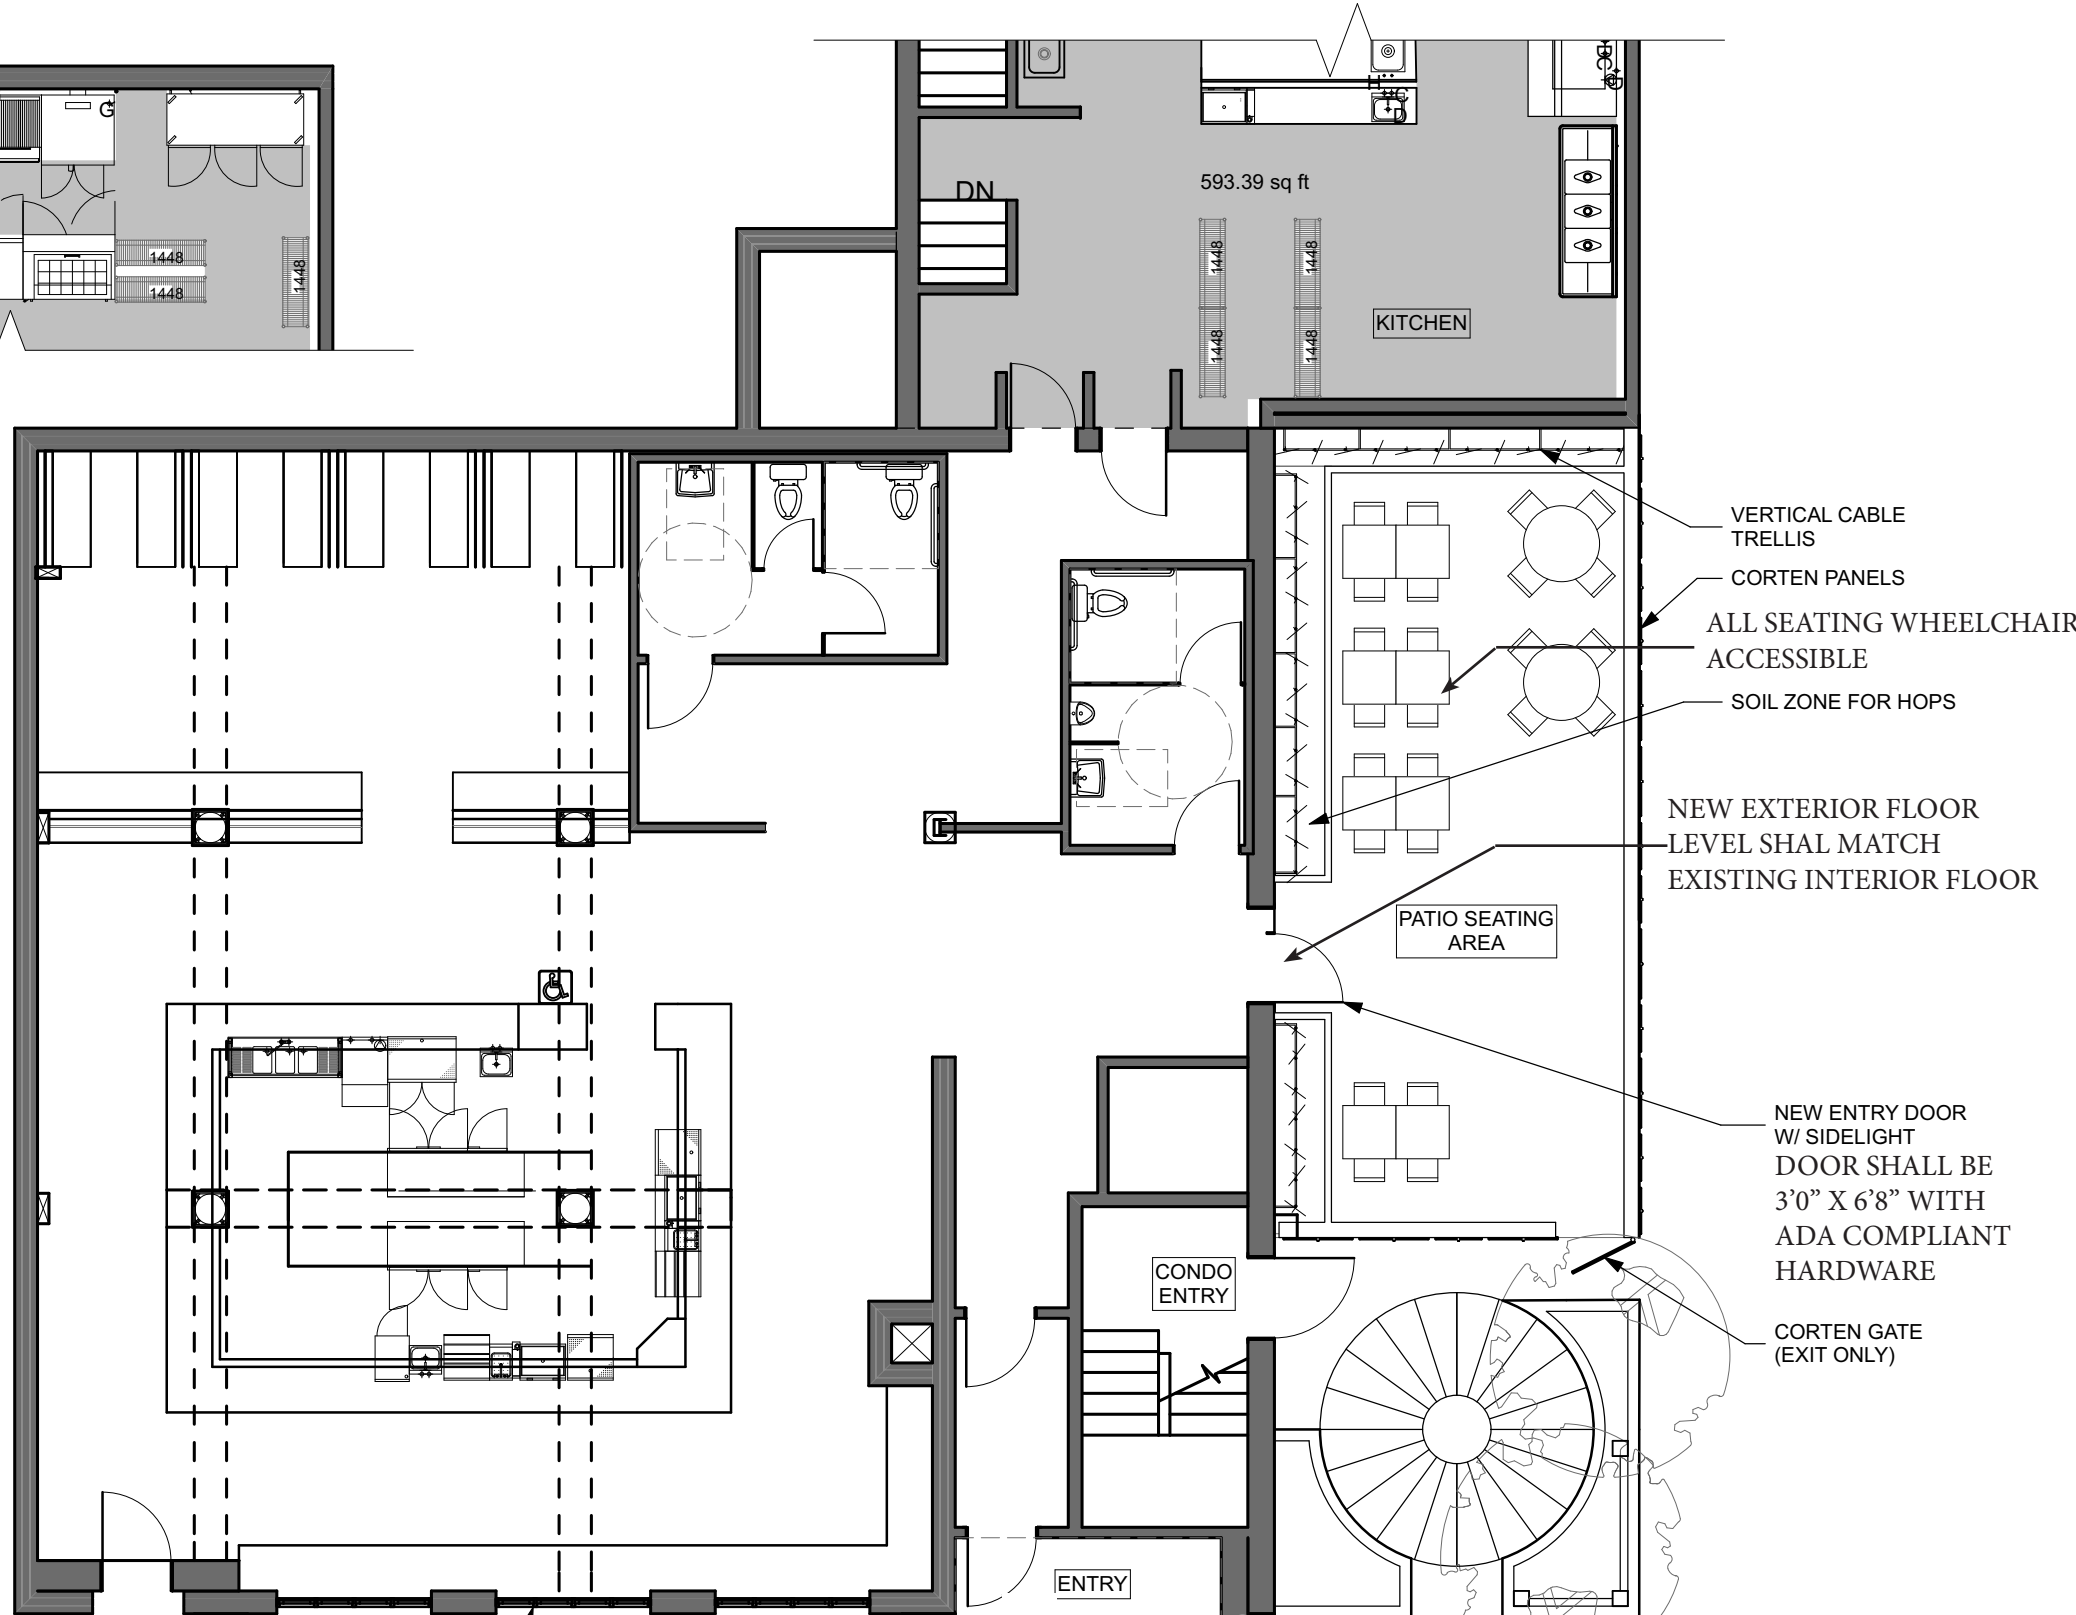 G
1448
1448
1448
DN
H
C
D
BC
D
593.39 sq ft
1448
1448
1448
1448
KITCHEN
VERTICAL CABLE
TRELLIS
CORTEN PANELS
ALL SEATING WHEELCHAIR
ACCESSIBLE
SOIL ZONE FOR HOPS
NEW EXTERIOR FLOOR
LEVEL SHAL MATCH
EXISTING INTERIOR FLOOR
PATIO SEATING
AREA
NEW ENTRY DOOR
W/ SIDELIGHT
DOOR SHALL BE
3’0” X 6’8” WITH
ADA COMPLIANT
HARDWARE
CONDO
ENTRY
CORTEN GATE
(EXIT ONLY)
ENTRY